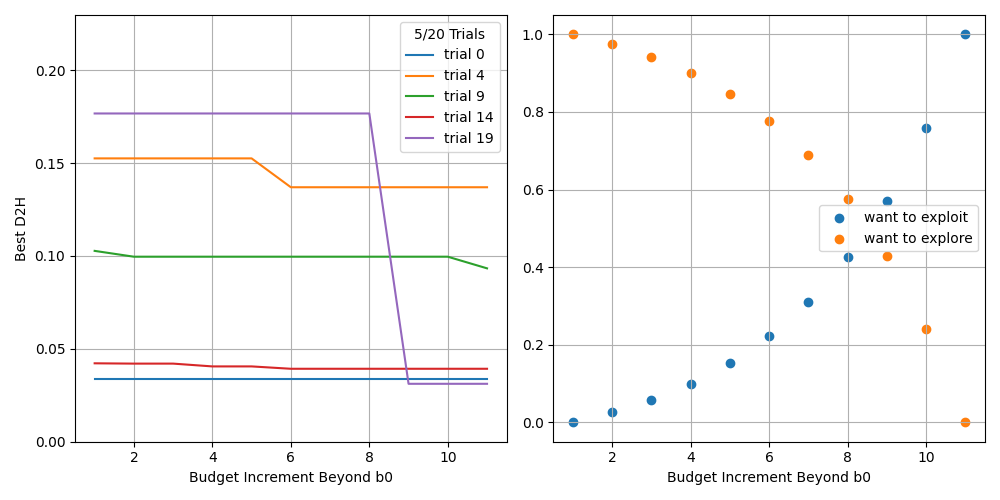 5/20 Trials
trial 0
trial 4
trial 9
trial 14
trial 19
0.20
0.15
0.10
0.05
0.00
Best D2H
2 4 6 8 10
Budget Increment Beyond b0
1.0
0.8
0.6
0.4
0.2
0.0
want to exploit
want to explore
2 4 6 8 10
Budget Increment Beyond b0